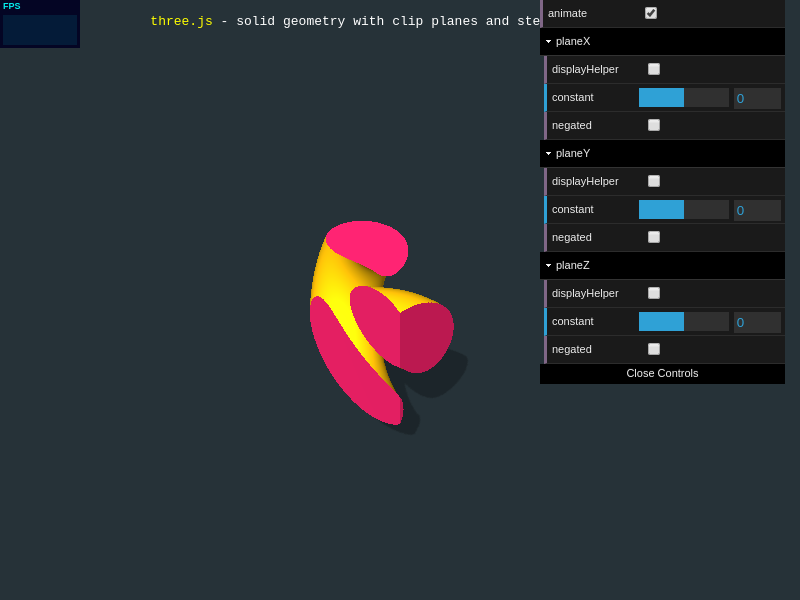 FPS
three.js - solid geometry with clip planes and ste
animate
planeX
displayHelper
constant 0
negated
planeY
displayHelper
constant 0
negated
planeZ
displayHelper
constant 0
negated
Close Controls